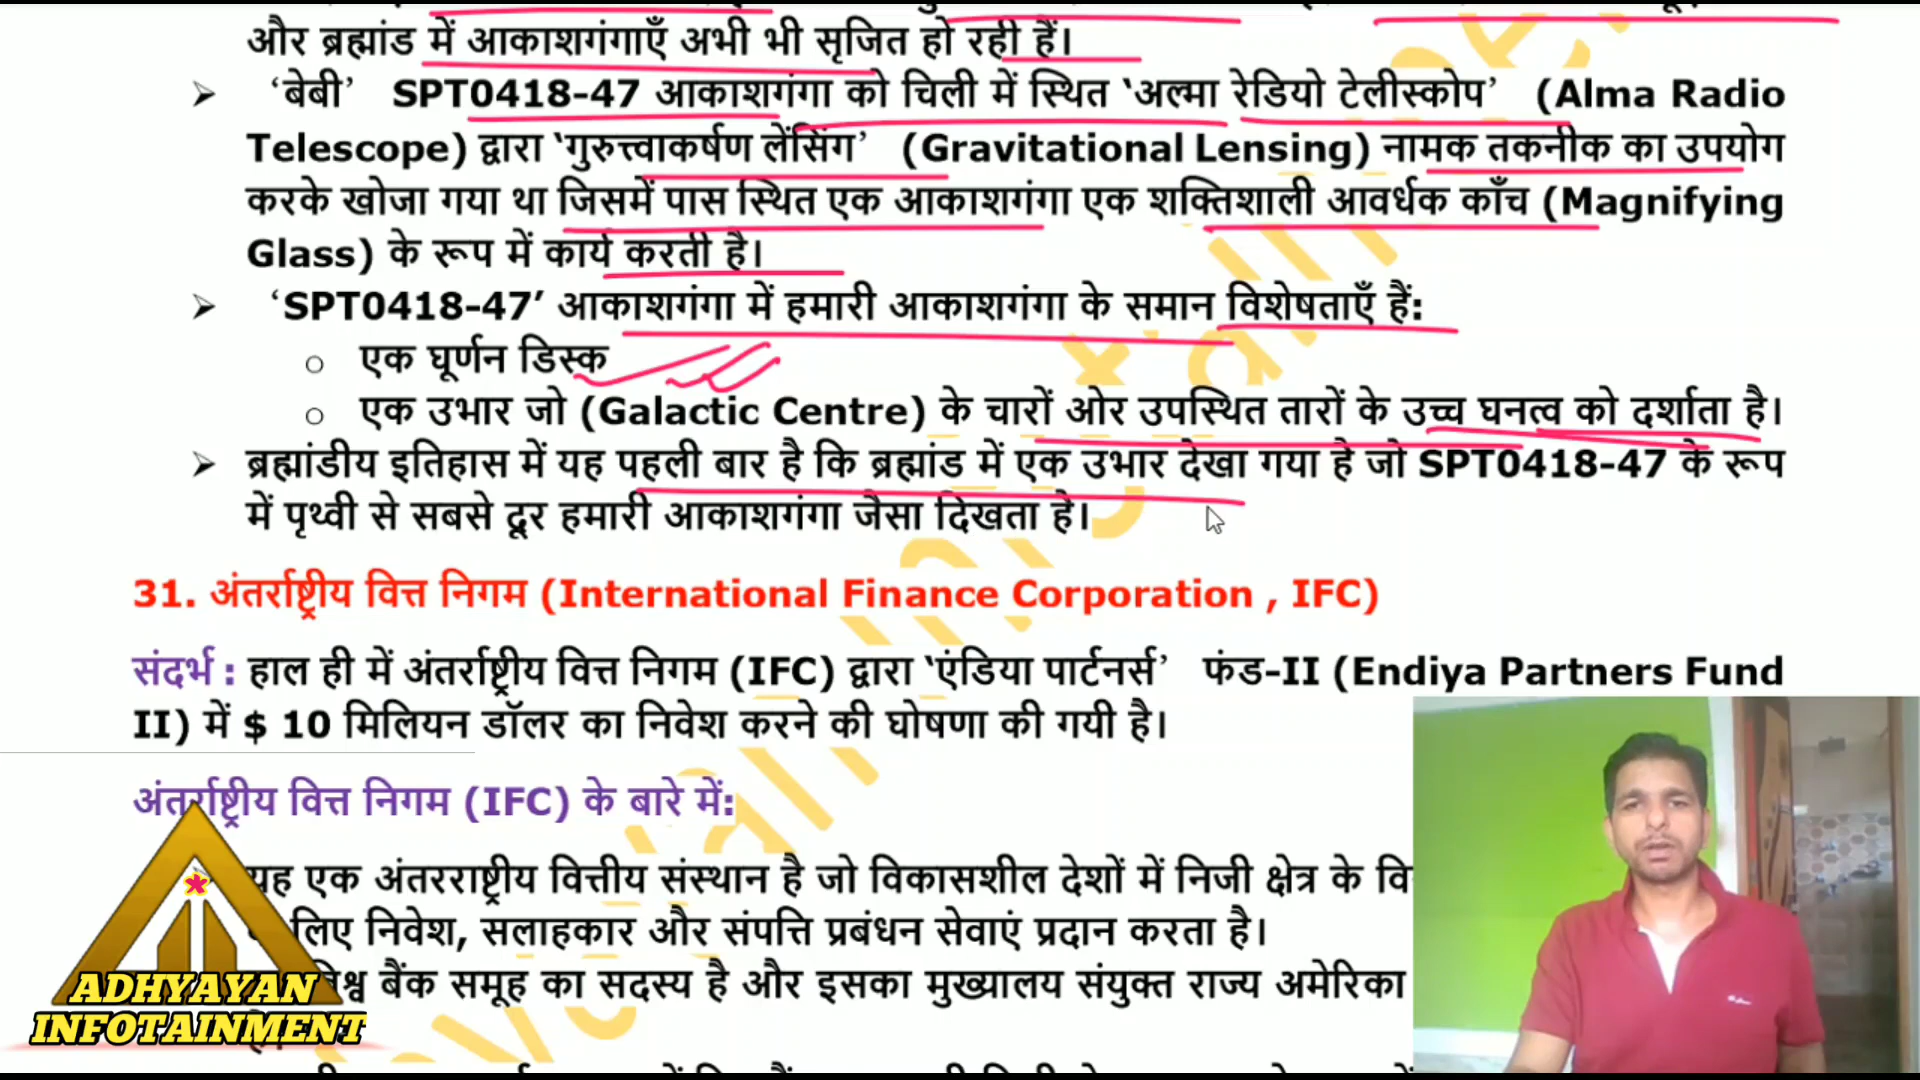 और ब्रह्मांड में आकाशगंगाएँ अभी भी सृजित हो रही हैं।
➢ ‘बेबी’ SPT0418-47 आकाशगंगा को चिली में स्थित ‘अल्मा रेडियो टेलीस्कोप’ (Alma Radio
Telescope) द्वारा ‘गुरुत्त्वाकर्षण लेंसिंग’ (Gravitational Lensing) नामक तकनीक का उपयोग
करके खोजा गया था जिसमें पास स्थित एक आकाशगंगा एक शक्तिशाली आवर्धक काँच (Magnifying
Glass) के रूप में कार्य करती है।
➢ ‘SPT0418-47’ आकाशगंगा में हमारी आकाशगंगा के समान विशेषताएँ हैं:
○ एक घूर्णन डिस्क
○ एक उभार जो (Galactic Centre) के चारों ओर उपस्थित तारों के उच्च घनत्व को दर्शाता है।
➢ ब्रह्मांडीय इतिहास में यह पहली बार है कि ब्रह्मांड में एक उभार देखा गया है जो SPT0418-47 के रूप
में पृथ्वी से सबसे दूर हमारी आकाशगंगा जैसा दिखता है।
31. अंतर्राष्ट्रीय वित्त निगम (International Finance Corporation , IFC)
संदर्भ : हाल ही में अंतर्राष्ट्रीय वित्त निगम (IFC) द्वारा ‘एंडिया पार्टनर्स’ फंड-II (Endiya Partners Fund
II) में $ 10 मिलियन डॉलर का निवेश करने की घोषणा की गयी है।
अंतर्राष्ट्रीय वित्त निगम (IFC) के बारे में:
यह एक अंतरराष्ट्रीय वित्तीय संस्थान है जो विकासशील देशों में निजी क्षेत्र के
लिए निवेश, सलाहकार और संपत्ति प्रबंधन सेवाएं प्रदान करता है।
बैंक समूह का सदस्य है और इसका मुख्यालय संयुक्त राज्य अमेरिका
ADHYAYAN
INFOTAINMENT